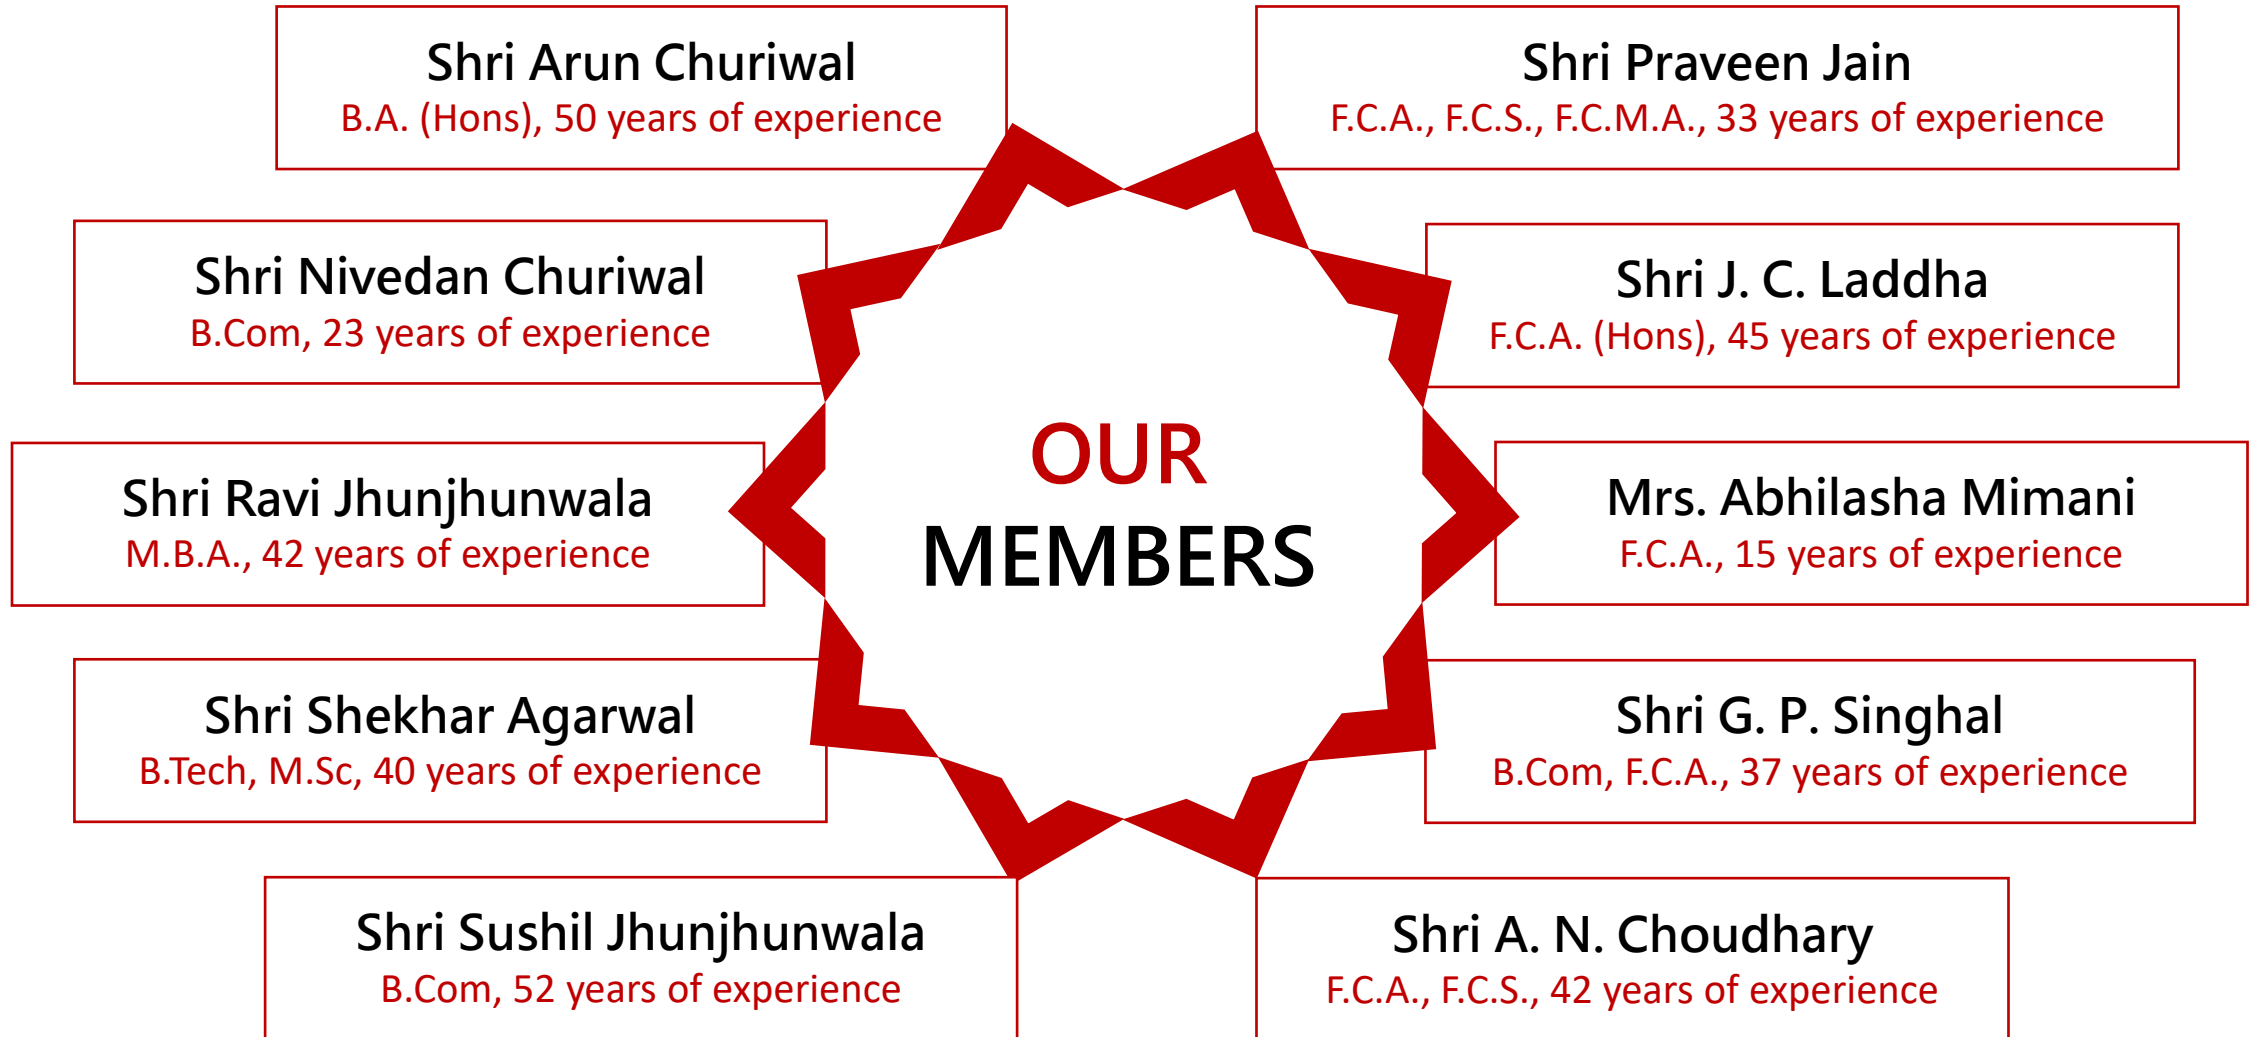 Shri Arun Churiwal
B.A. (Hons), 50 years of experience
Shri Praveen Jain
F.C.A., F.C.S., F.C.M.A., 33 years of experience
Shri Nivedan Churiwal
B.Com, 23 years of experience
Shri J. C. Laddha
F.C.A. (Hons), 45 years of experience
OUR
MEMBERS
Shri Ravi Jhunjhunwala
M.B.A., 42 years of experience
Mrs. Abhilasha Mimani
F.C.A., 15 years of experience
Shri Shekhar Agarwal
B.Tech, M.Sc, 40 years of experience
Shri G. P. Singhal
B.Com, F.C.A., 37 years of experience
Shri Sushil Jhunjhunwala
B.Com, 52 years of experience
Shri A. N. Choudhary
F.C.A., F.C.S., 42 years of experience